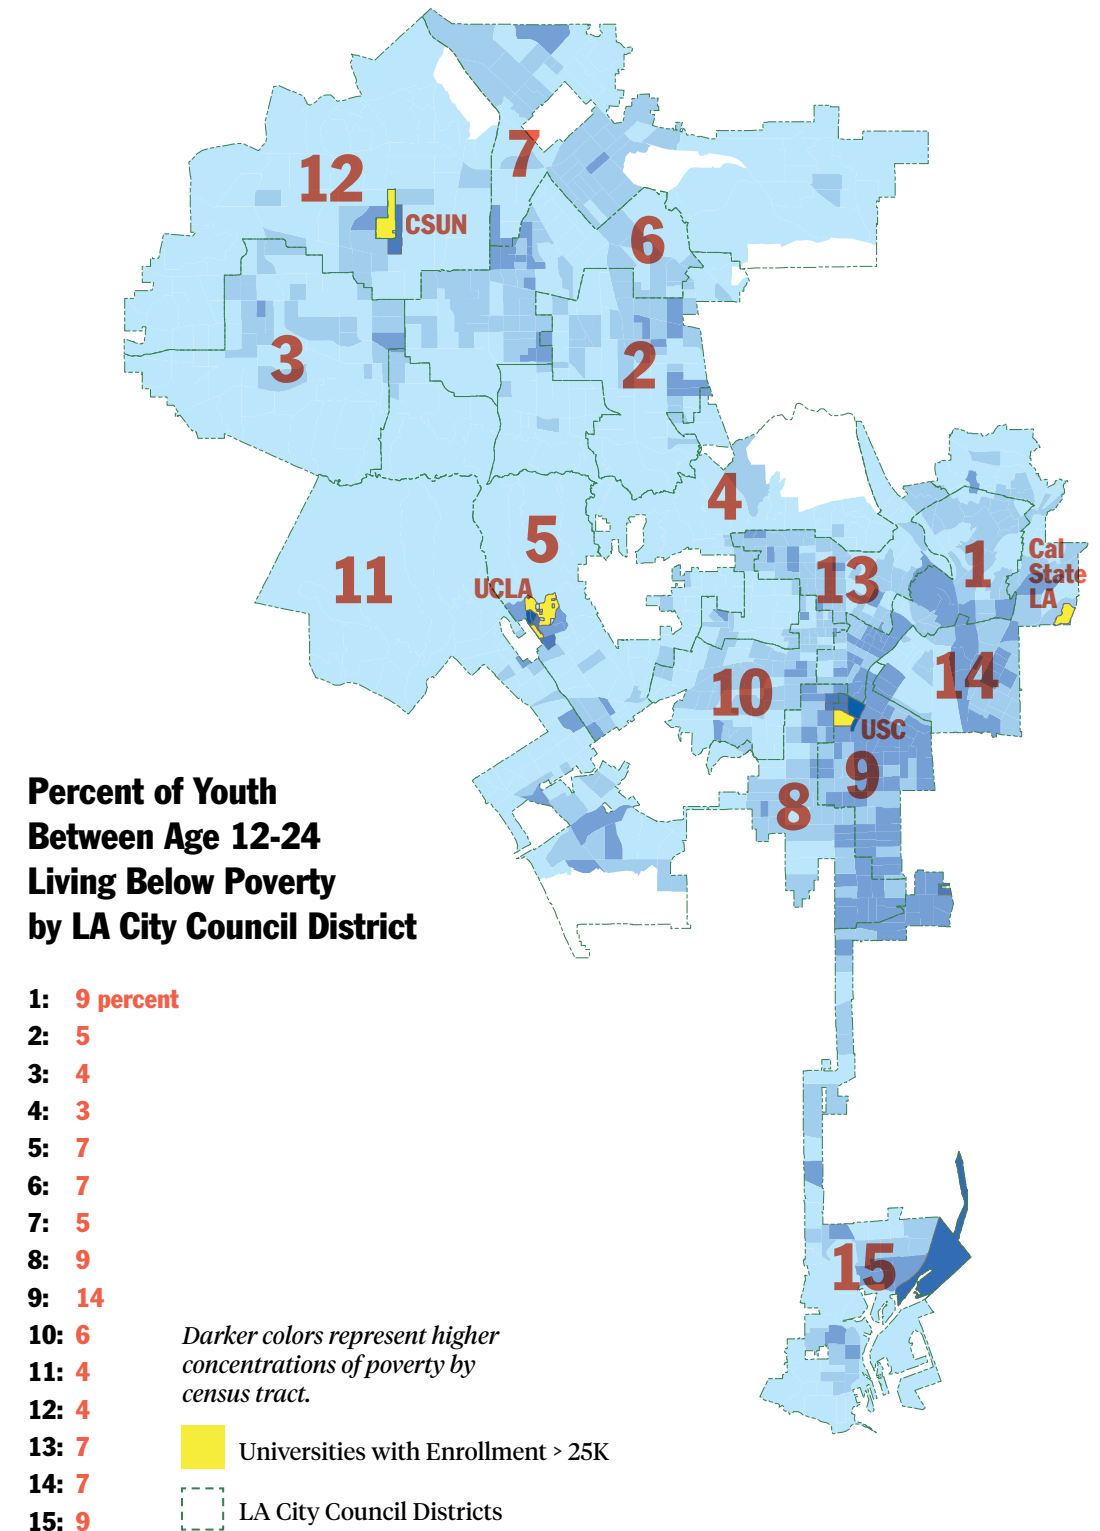 7
12
CSUN
6
3
2
4
5
11
UCLA
13
1
Cal
State
LA
10
14
USC
9
8
15
Percent of Youth
Between Age 12-24
Living Below Poverty
by LA City Council District
1: 9 percent
2: 5
3: 4
4: 3
5: 7
6: 7
7: 5
8: 9
9: 14
10: 6
11: 4
12: 4
13: 7
14: 7
15: 9
Darker colors represent higher
concentrations of poverty by
census tract.
Universities with Enrollment > 25K
LA City Council Districts